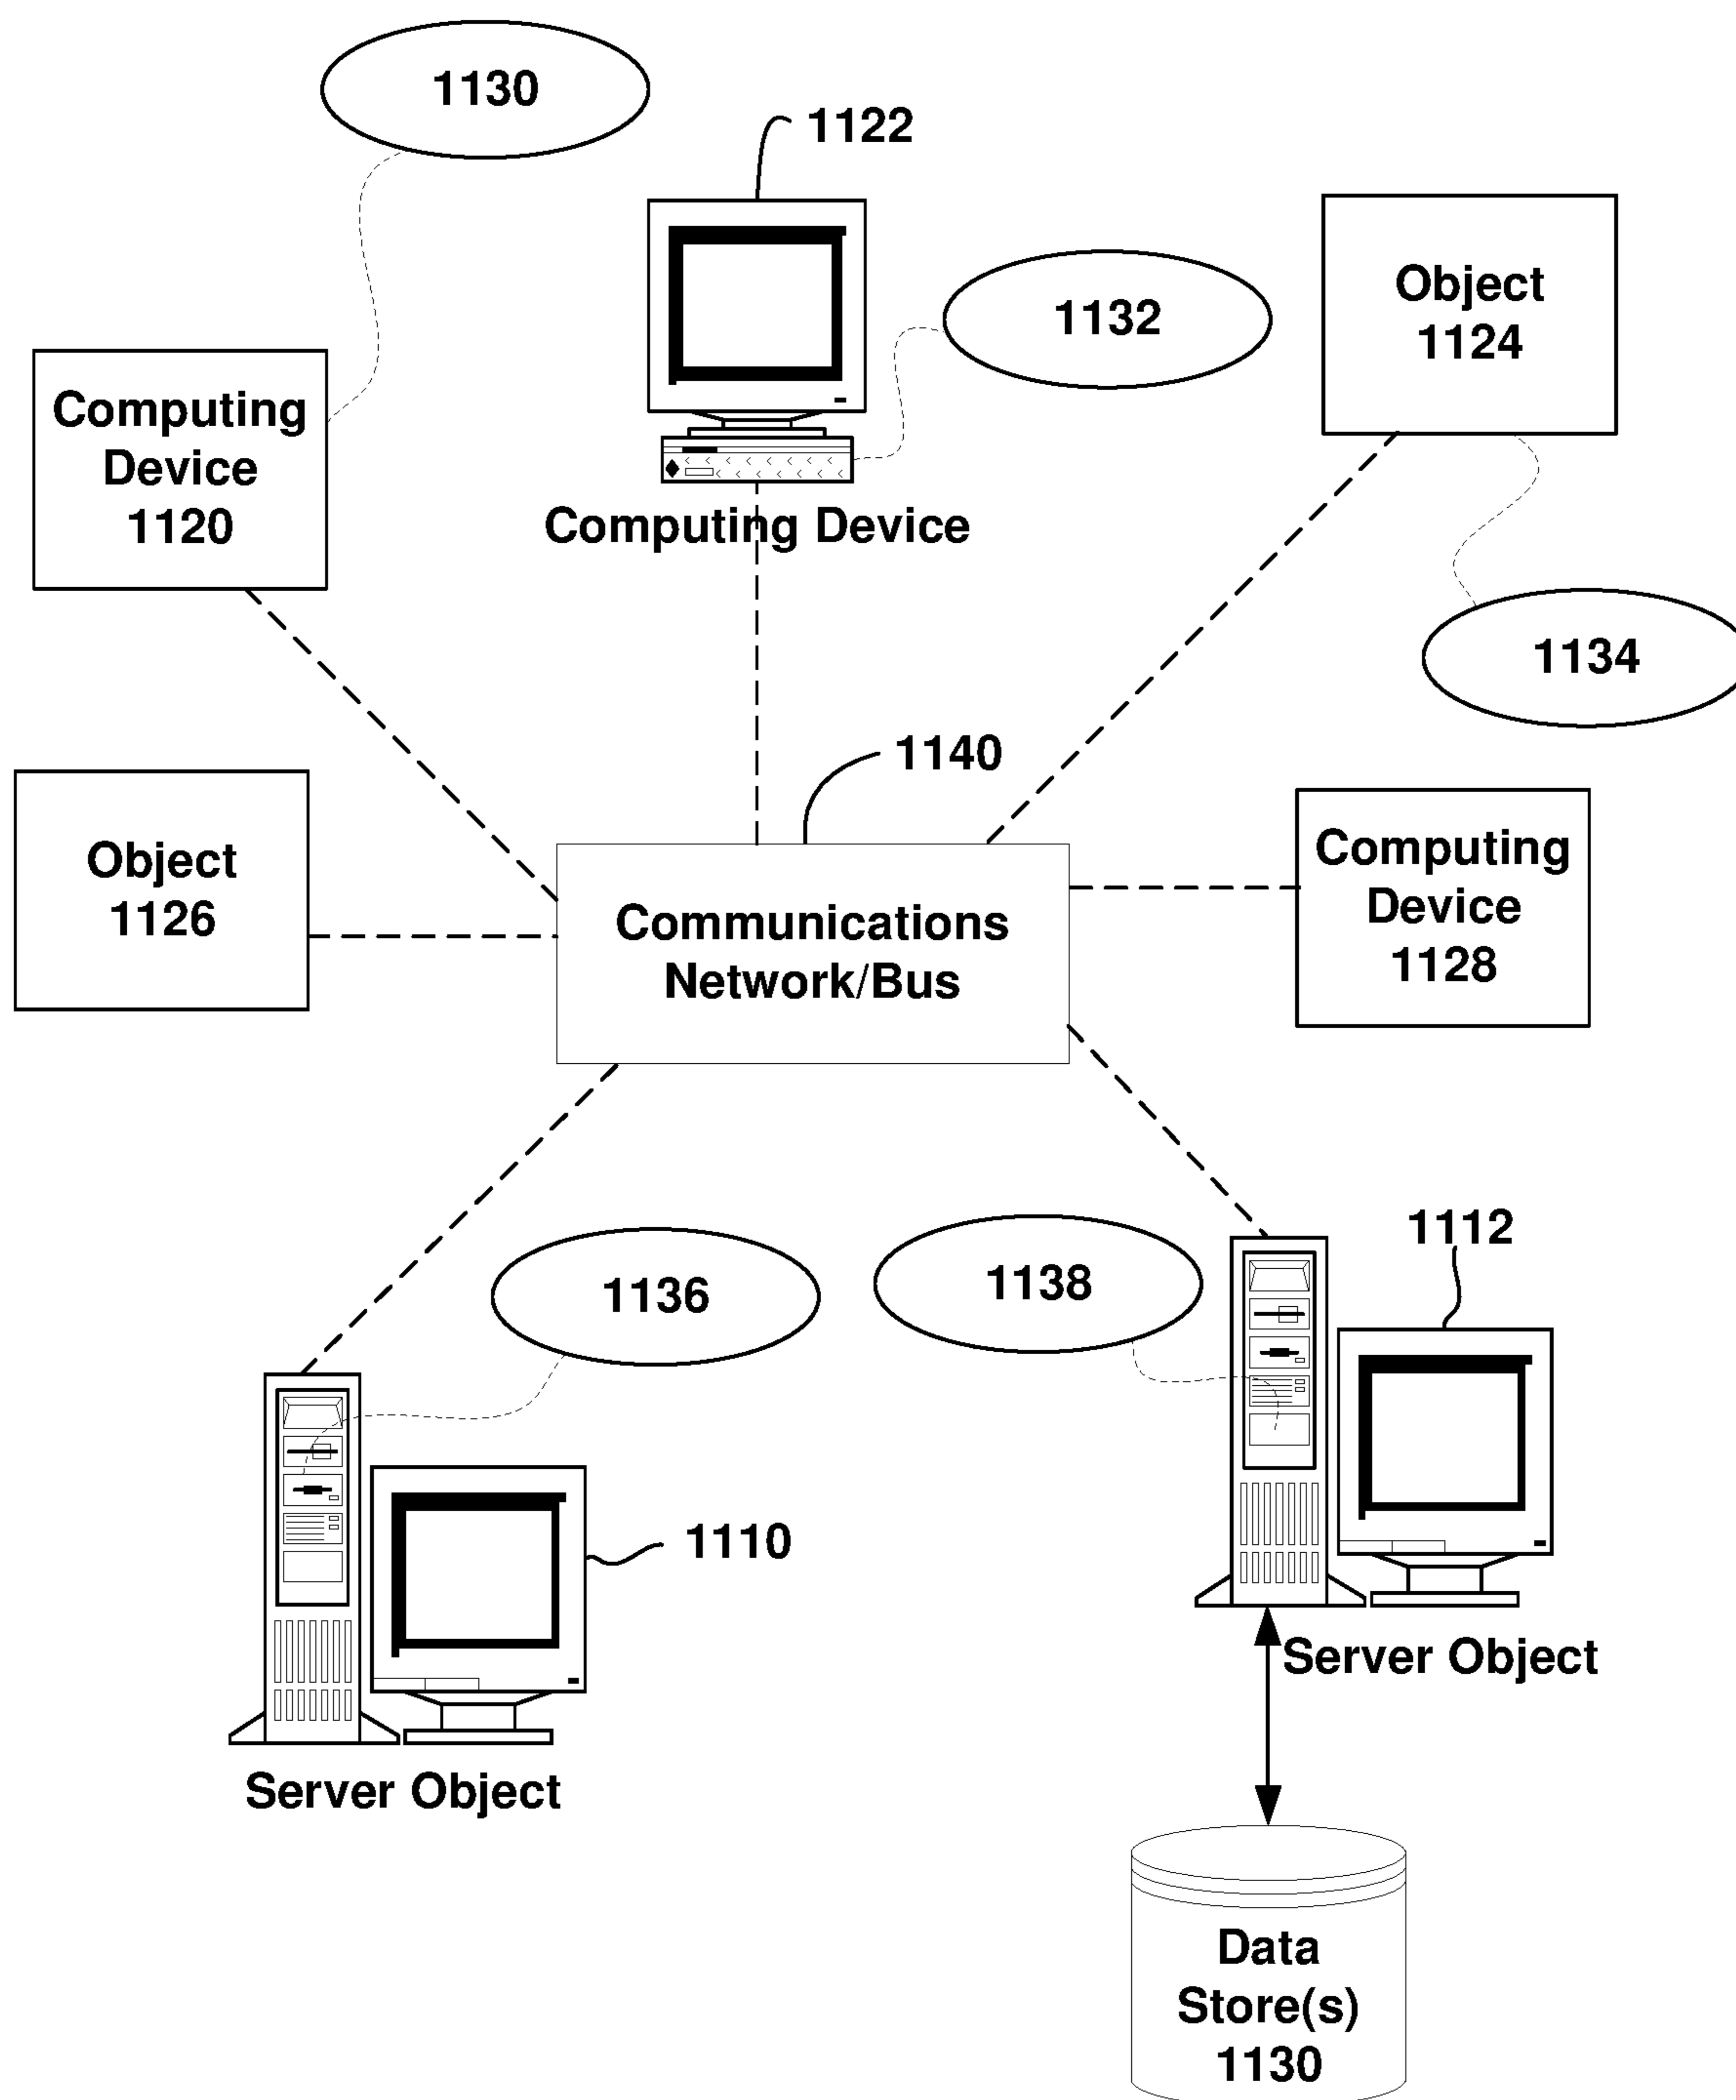 1130
1122
1132
Object
1124
Computing
Device
1120
Computing Device
1134
1140
Object
1126
Computing
Device
1128
Communications
Network/Bus
1136
1138
1112
1110
Server Object
Server Object
Data
Store(s)
1130